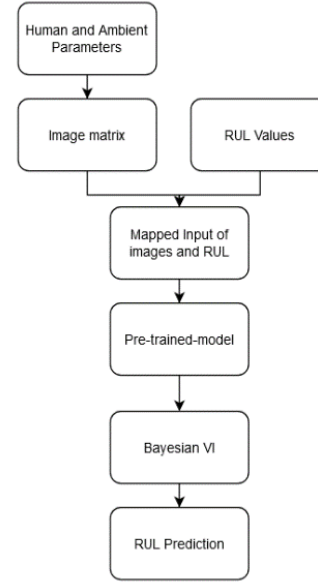 Human and Ambient
Parameters
Image matrix
RUL Values
Mapped Input of
images and RUL
Pre-trained-model
Bayesian VI
RUL Prediction